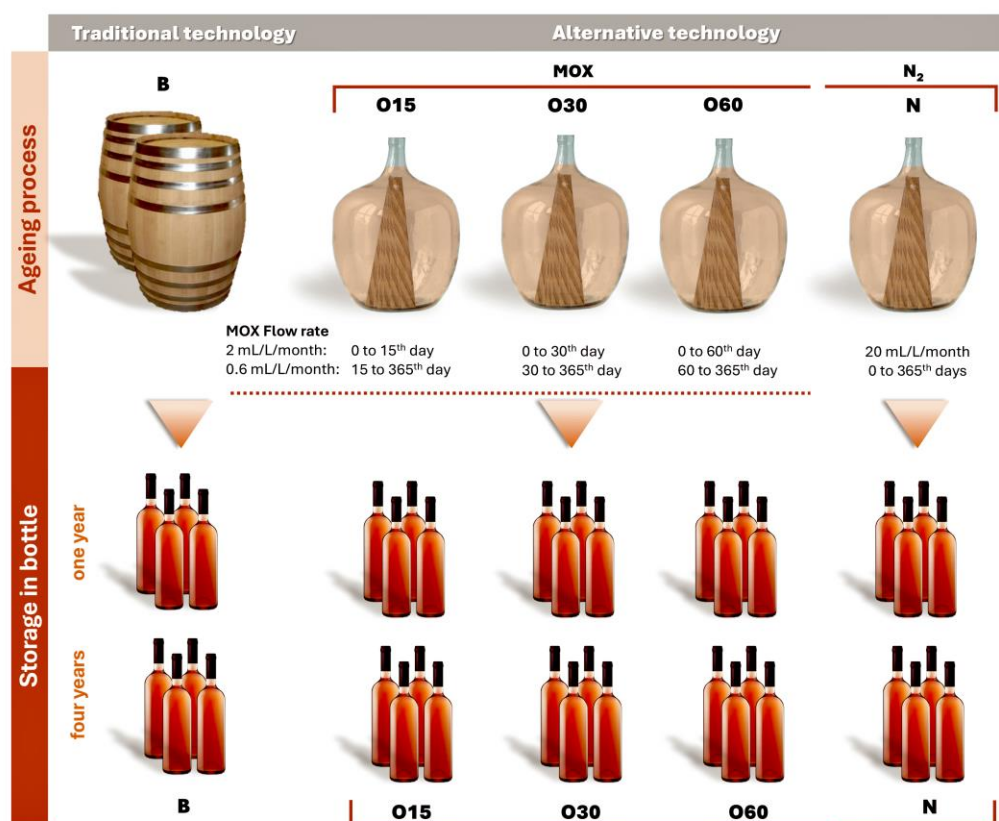 Traditional technology
Alternative technology
Ageing process
B
MOX
N₂
O15
O30
O60
N
MOX Flow rate
2 mL/L/month: 0 to 15th day 0 to 30th day 0 to 60th day 20 mL/L/month
0.6 mL/L/month: 15 to 365th day 30 to 365th day 60 to 365th day 0 to 365th days
Storage in bottle
one year
four years
B
O15
O30
O60
N